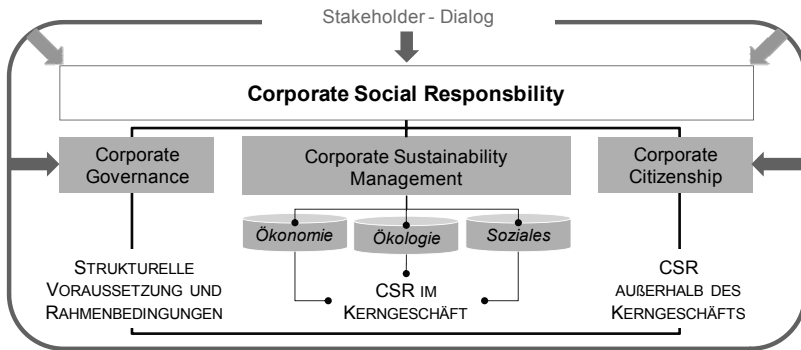 Stakeholder - Dialog
Corporate Social Responsbility
Corporate
Governance
Corporate Sustainability
Management
Corporate
Citizenship
Ökonomie
Ökologie
Soziales
STRUKTURELLE
VORAUSSETZUNG UND
RAHMENBEDINGUNGEN
CSR IM
KERNGESCHÄFT
CSR
AUßERHALB DES
KERNGESCHÄFTS